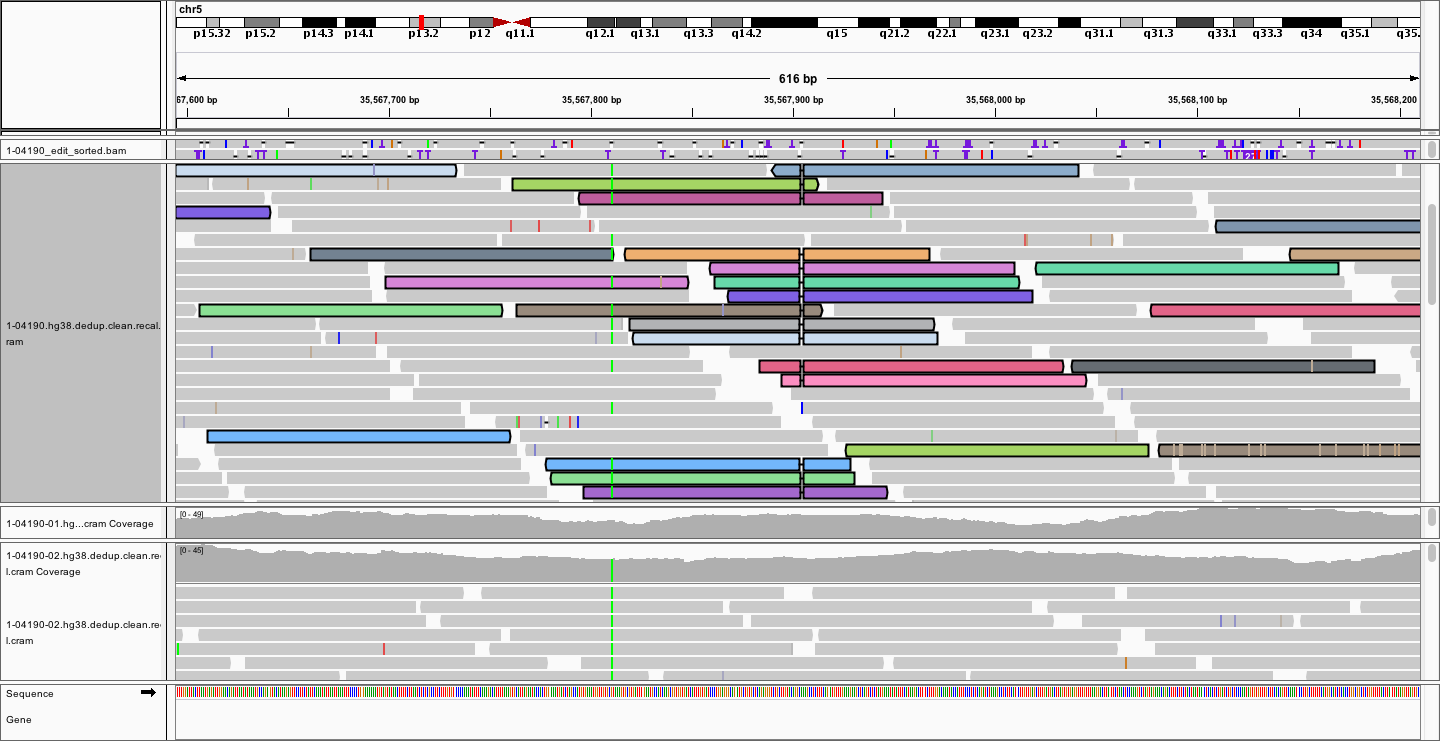 chr5
p15.32 p15.2 p14.3 p14.1 p13.2 p12 q11.1 q12.1 q13.1 q13.3 q14.2 q15 q21.2 q22.1 q23.1 q23.2 q31.1 q31.3 q33.1 q33.3 q34 q35.1 q35.
616 bp
67,600 bp 35,567,700 bp 35,567,800 bp 35,567,900 bp 35,568,000 bp 35,568,100 bp 35,568,200
1-04190_edit_sorted.bam
1-04190.hg38.dedup.clean.recal.
ram
1-04190-01.hg...cram Coverage
[0 - 49]
1-04190-02.hg38.dedup.clean.re
l.cram Coverage
[0 - 45]
1-04190-02.hg38.dedup.clean.re
l.cram
Sequence
Gene